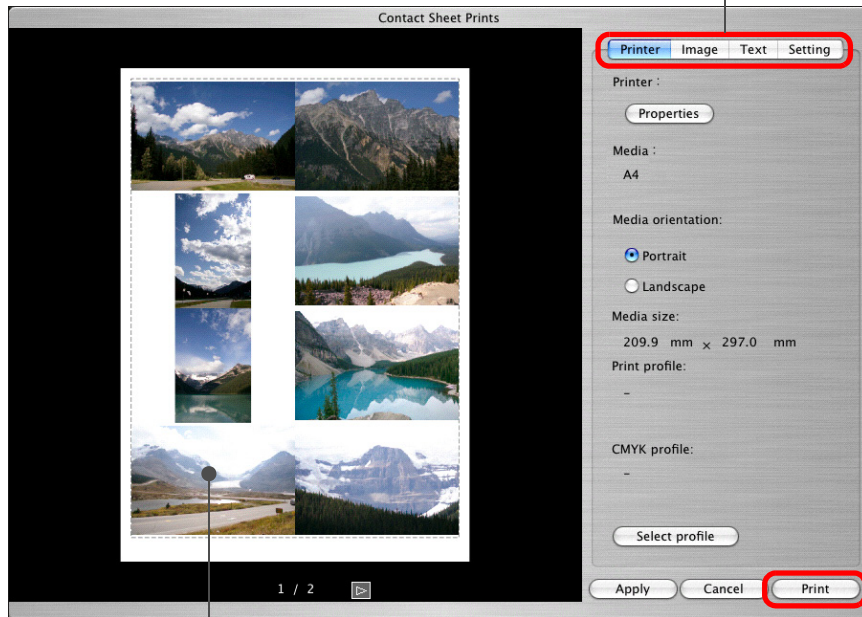 Contact Sheet Prints
Printer Image Text Setting
Printer :
Properties
Media :
A4
Media orientation:
Portrait
Landscape
Media size:
209.9 mm × 297.0 mm
Print profile:
–
CMYK profile:
–
Select profile
1 / 2
Apply Cancel Print